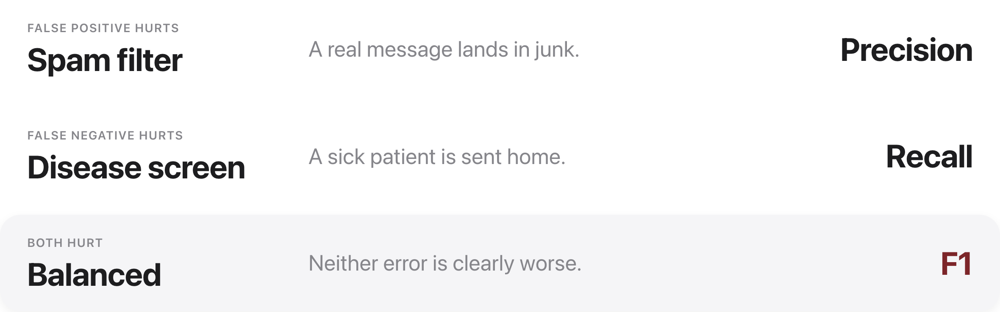 FALSE POSITIVE HURTS
Spam filter
A real message lands in junk.
Precision
FALSE NEGATIVE HURTS
Disease screen
A sick patient is sent home.
Recall
BOTH HURT
Balanced
Neither error is clearly worse.
F1